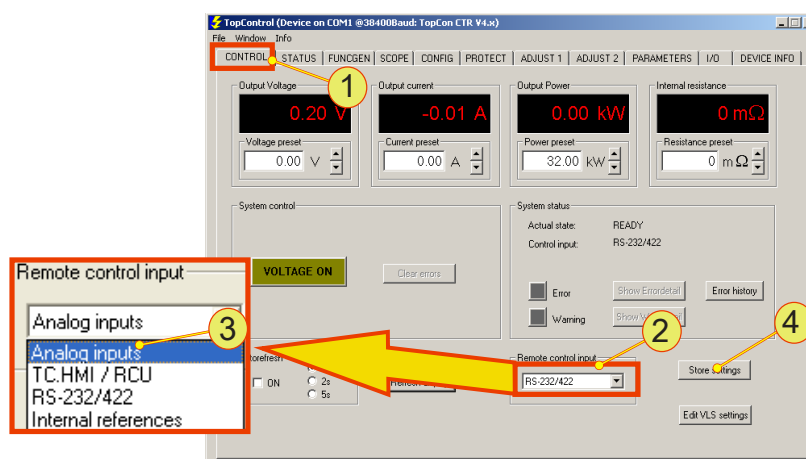 TopControl (Device on COM1 @38400Baud: TopCon CTR V4.x)
File Window Info
CONTROL STATUS FUNCGEN SCOPE CONFIG PROTECT ADJUST 1 ADJUST 2 PARAMETERS I/O DEVICE INFO
1
Output Voltage Output current Output Power Internal resistance
0.20 V -0.01 A 0.00 kW 0 mΩ
Voltage preset Current preset Power preset Resistance preset
0.00 V 0.00 A 32.00 kW 0 mΩ
System control System status
Actual state: READY
Control input: RS-232/422
VOLTAGE ON Clear errors
Error Show Errordetail Error history
Warning
Remote control input
Analog inputs
3
Analog inputs
TC.HMI / RCU
RS-232/422
Internal references
2
4
ON 2s
5s
Remote control input
RS-232/422
Store settings
Edit VLS settings